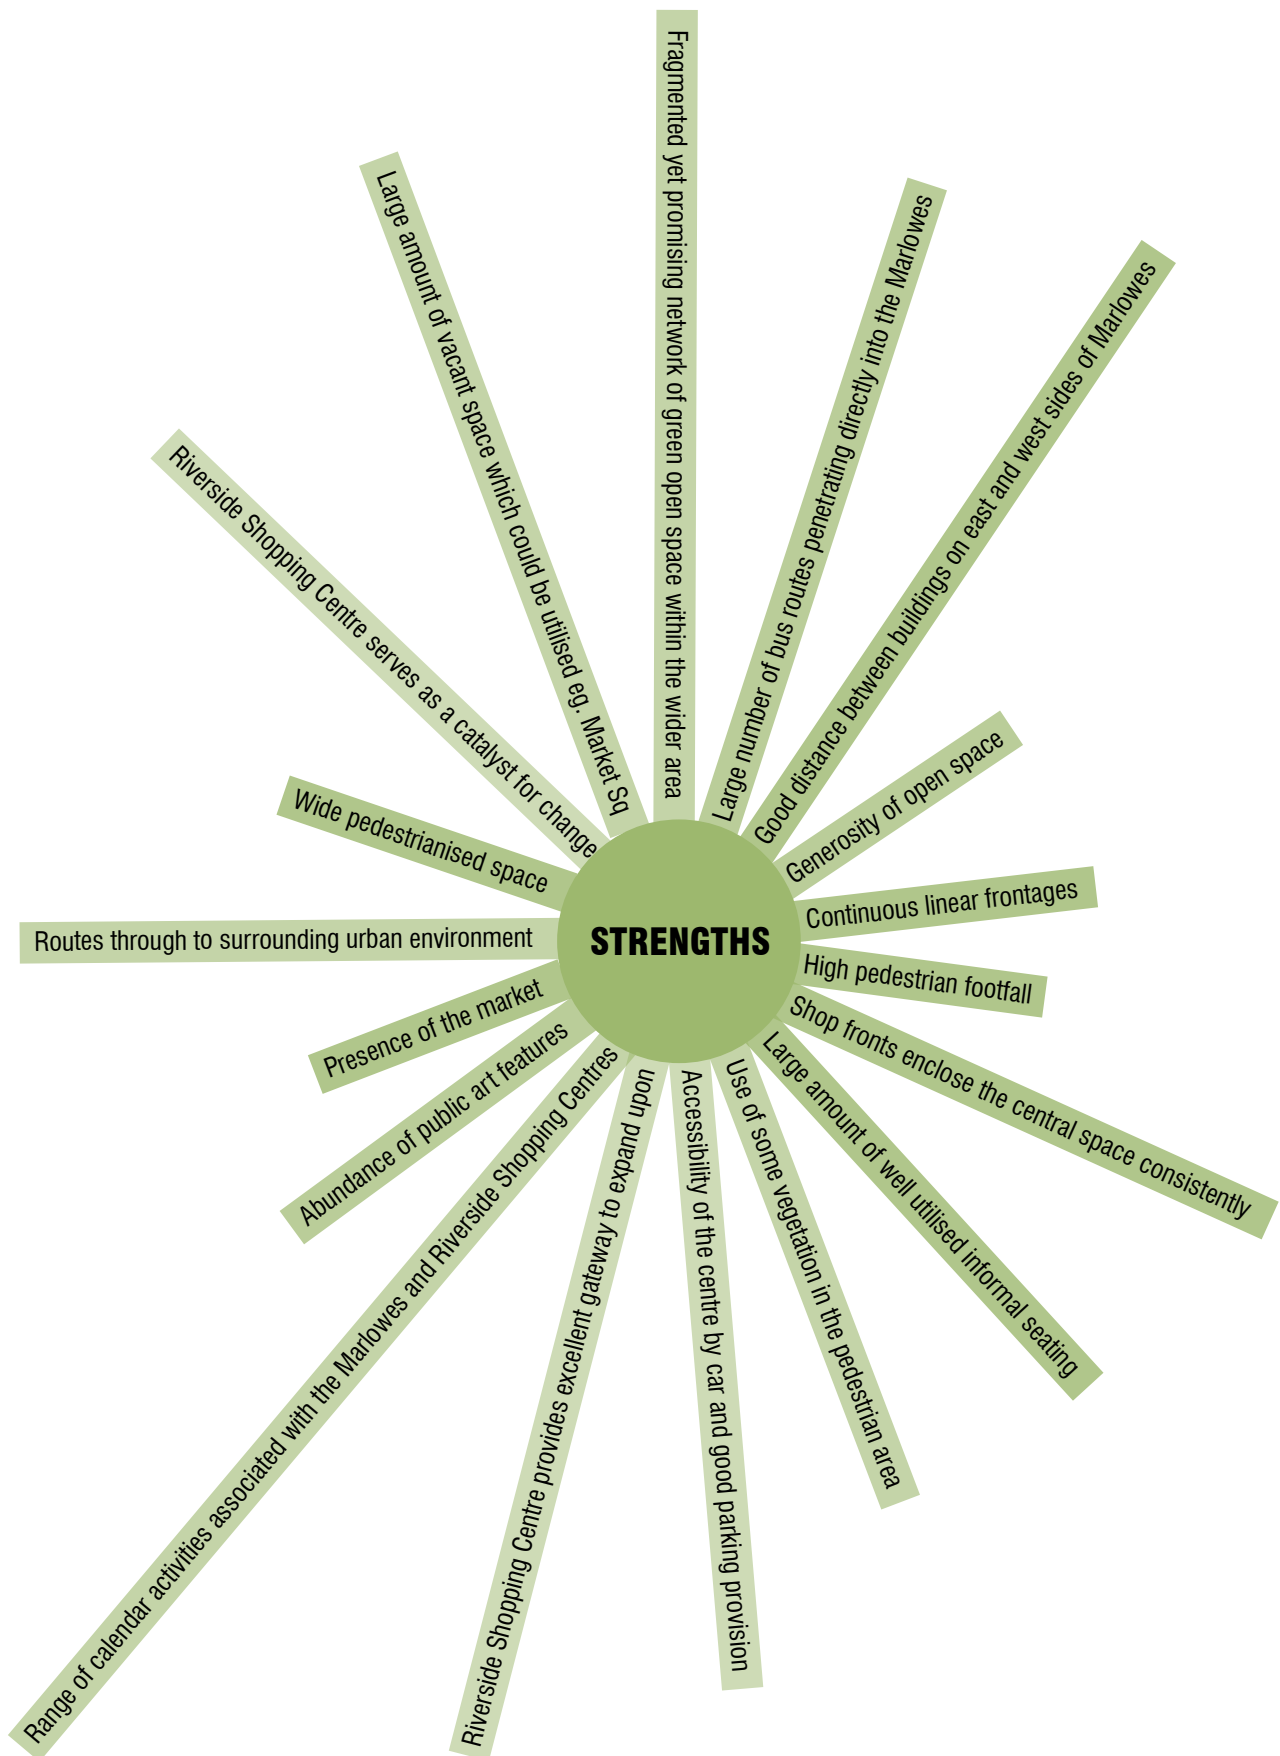 STRENGTHS
Fragmented yet promising network of green open space within the wider area
Large number of bus routes penetrating directly into the Marlowes
Good distance between buildings on east and west sides of Marlowes
Generosity of open space
Continuous linear frontages
High pedestrian footfall
Shop fronts enclose the central space consistently
Large amount of well utilised informal seating
Use of some vegetation in the pedestrian area
Accessibility of the centre by car and good parking provision
Riverside Shopping Centre provides excellent gateway to expand upon
Range of calendar activities associated with the Marlowes and Riverside Shopping Centres
Abundance of public art features
Presence of the market
Routes through to surrounding urban environment
Wide pedestrianised space
Riverside Shopping Centre serves as a catalyst for change
Large amount of vacant space which could be utilised eg. Market Sq